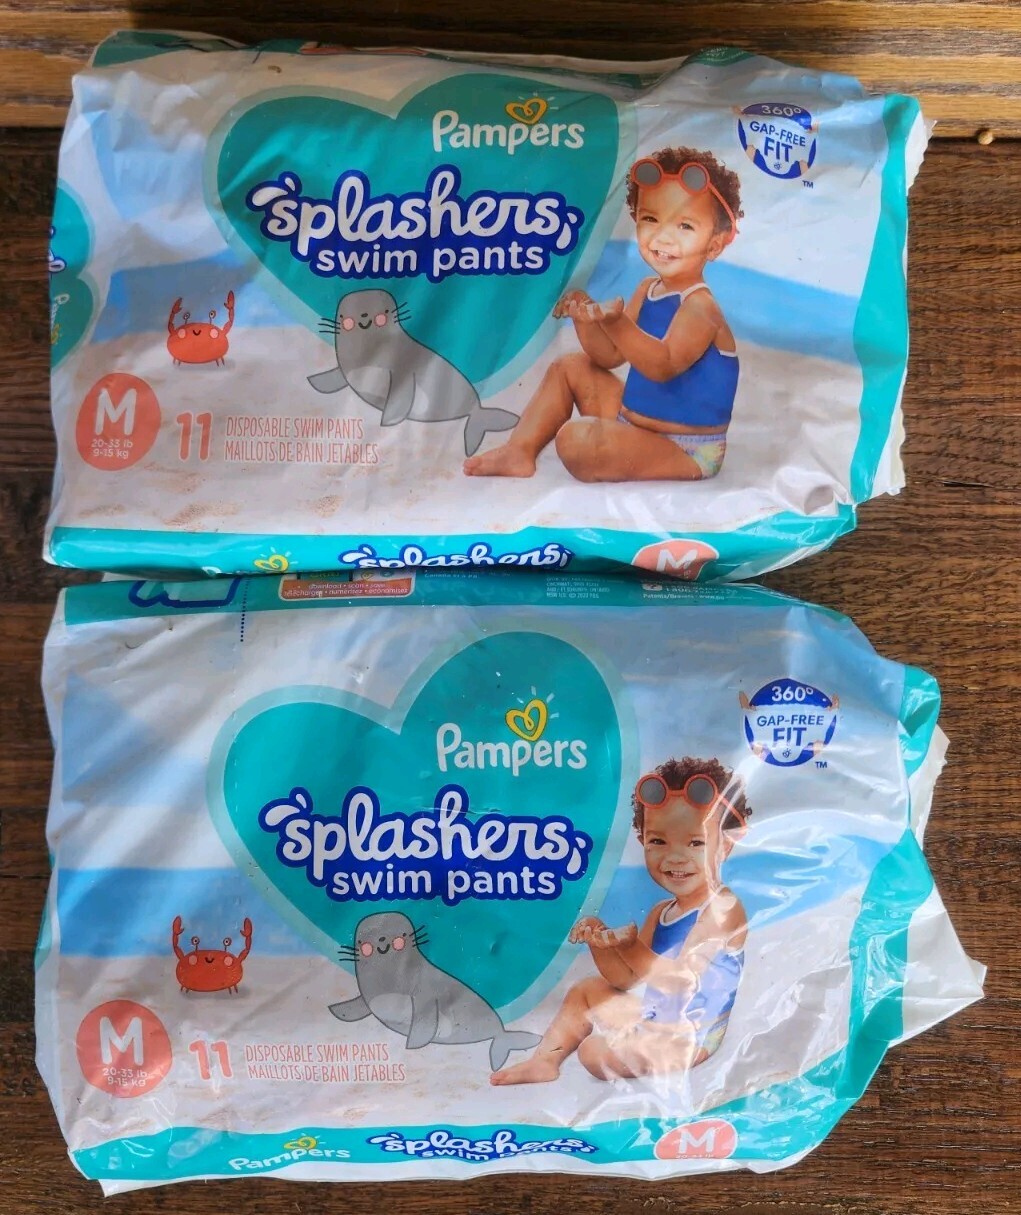 Pampers
splashers
swim pants
360°
GAP-FREE
FIT
TM
M
20-33 lb
9-15 kg
11
DISPOSABLE SWIM PANTS
MAILLOTS DE BAIN JETABLES
splashers
M
Pampers
splashers
swim pants
360°
GAP-FREE
FIT
TM
M
20-33 lb
9-15 kg
11
DISPOSABLE SWIM PANTS
MAILLOTS DE BAIN JETABLES
Pampers
splashers
swim pants
M